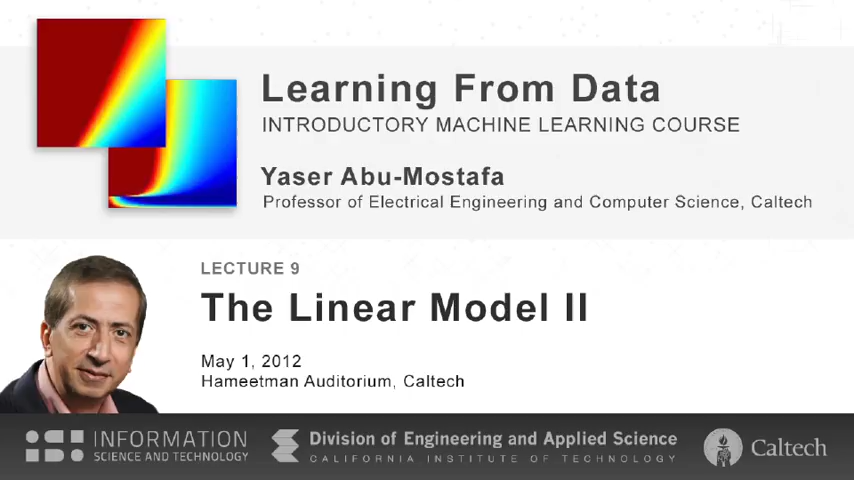 Learning From Data
INTRODUCTORY MACHINE LEARNING COURSE
Yaser Abu-Mostafa
Professor of Electrical Engineering and Computer Science, Caltech
LECTURE 9
The Linear Model II
May 1, 2012
Hameetman Auditorium, Caltech
INFORMATION
SCIENCE AND TECHNOLOGY
Division of Engineering and Applied Science
CALIFORNIA INSTITUTE OF TECHNOLOGY
Caltech